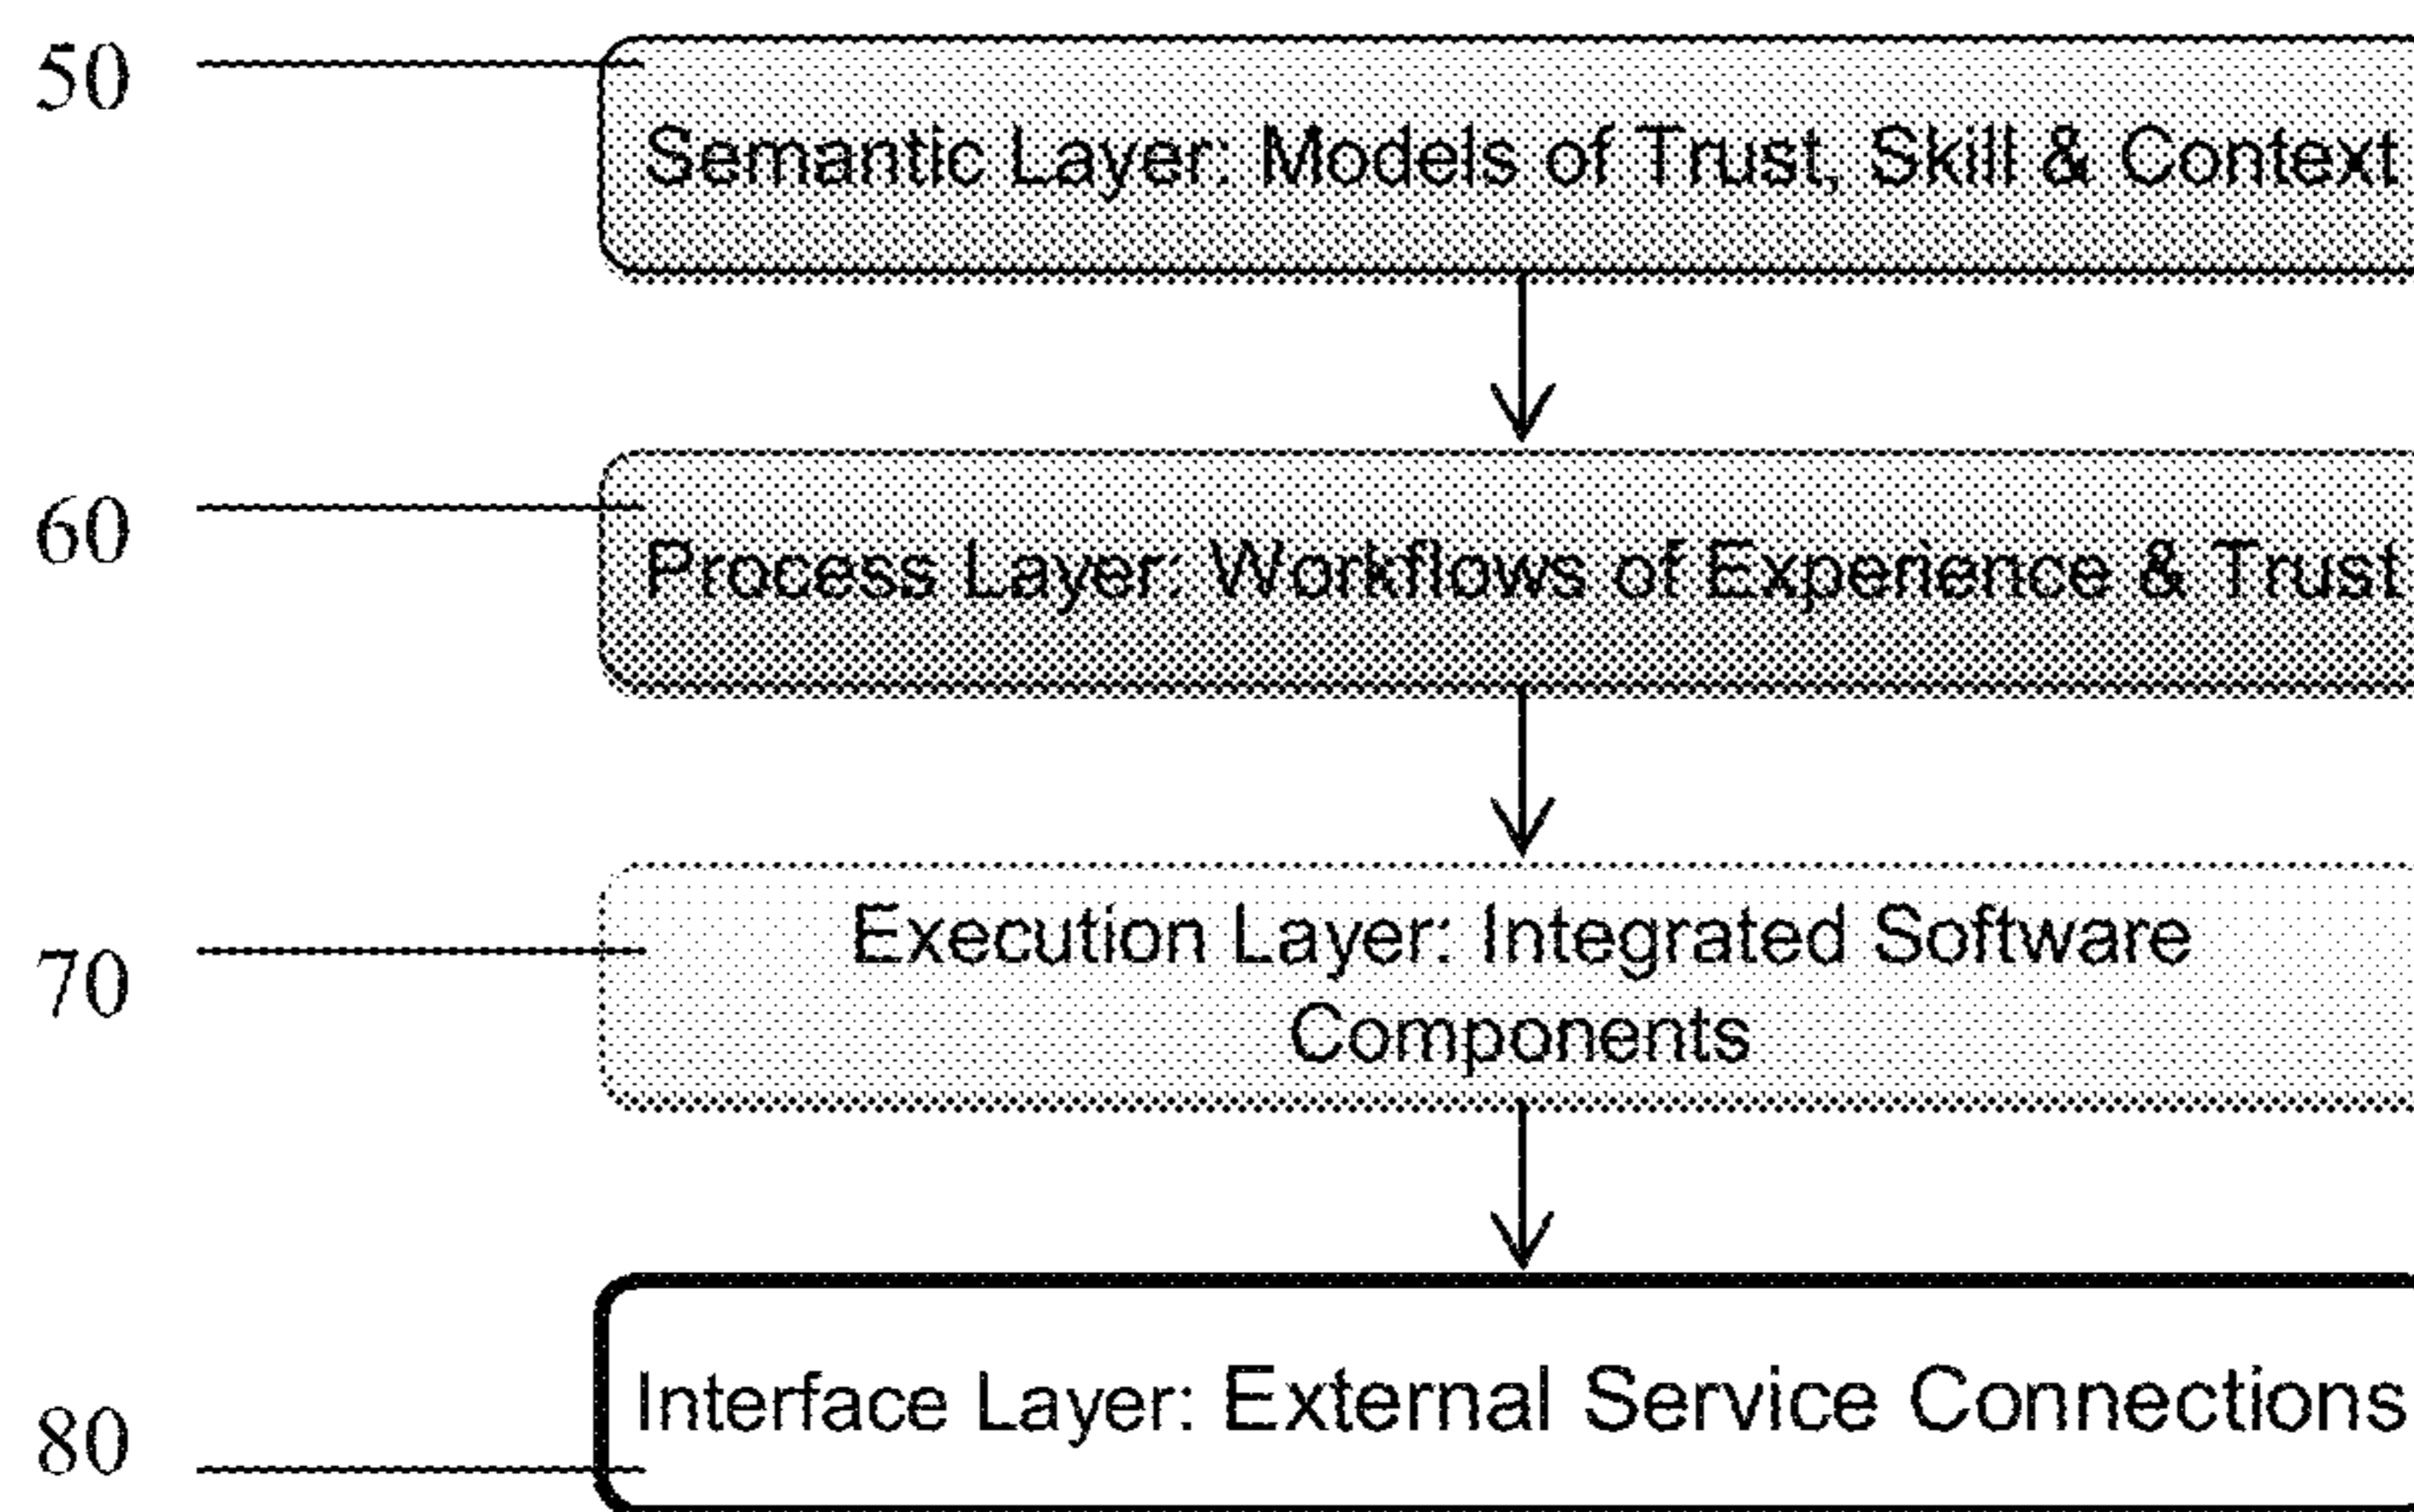 50
Semantic Layer: Models of Trust, Skill & Context
60
Process Layer: Workflows of Experience & Trust
70
Execution Layer: Integrated Software
Components
80
Interface Layer: External Service Connections